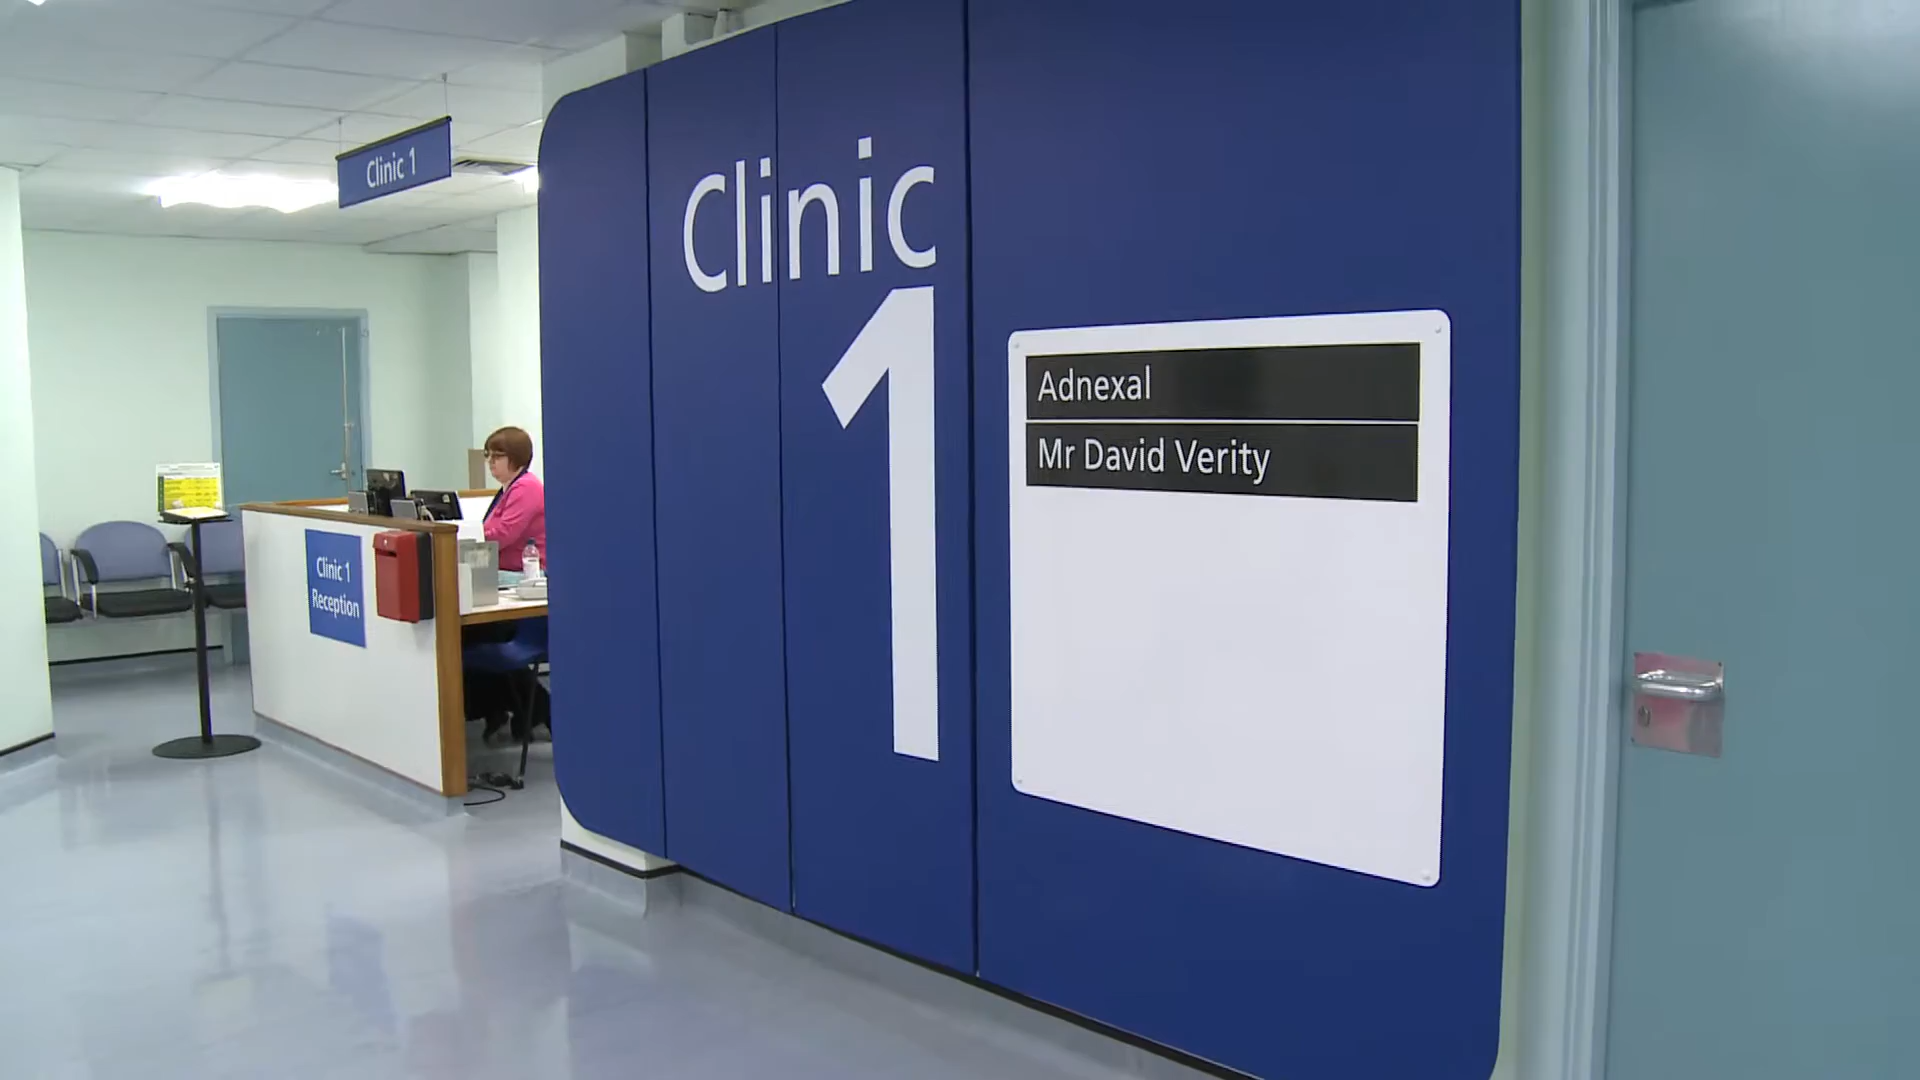 Clinic 1
Clinic
1
Adnexal
Mr David Verity
Clinic 1
Reception